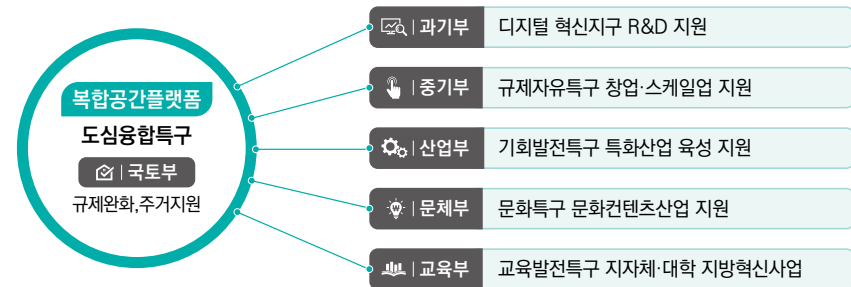 복합공간플랫폼
도심융합특구
국토부
규제완화,주거지원
과기부 디지털 혁신지구 R&D 지원
중기부 규제자유특구 창업·스케일업 지원
산업부 기회발전특구 특화산업 육성 지원
문체부 문화특구 문화컨텐츠산업 지원
교육부 교육발전특구 지자체·대학 지방혁신사업